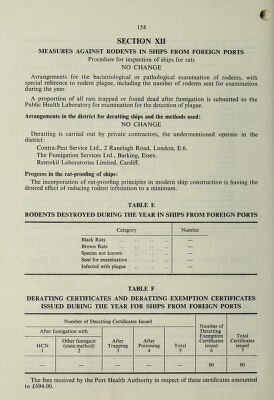 154
SECTION XII
MEASURES AGAINST RODENTS IN SHIPS FROM FOREIGN PORTS
Procedure for inspection of ships for rats
NO CHANGE
Arrangements for the bacteriological or pathological examination of rodents, with
special reference to rodent plague, including the number of rodents sent for examination
during the year.
A proportion of all rats trapped or found dead after fumigation is submitted to the
Public Health Laboratory for examination for the detection of plague.
Arrangements in the district for deratting ships and the methods used:
NO CHANGE
Deratting is carried out by private contractors, the undermentioned operate in the
district:
Contra-Pest Service Ltd., 2 Ranelagh Road, London, E.6.
The Fumigation Services Ltd., Barking, Essex.
Rentokil Laboratories Limited, Cardiff.
Progress in the rat-proofing of ships:
The incorporation of rat-proofing principles in modern ship construction is having the
desired effect of reducing rodent infestation to a minimum.
TABLE E
RODENTS DESTROYED DURING THE YEAR IN SHIPS FROM FOREIGN PORTS
Category Number
Black Rats .. .. .. .. —
Brown Rats .. .. .. .. —
Species not known .. .. .. —
Sent for examination .. .. .. —
Infected with plague .. .. .. —
TABLE F
DERATTING CERTIFICATES AND DERATTING EXEMPTION CERTIFICATES
ISSUED DURING THE YEAR FOR SHIPS FROM FOREIGN PORTS
Number of Deratting Certificates Issued
After fumigation with
HCN
1
Other fumigant
(state method)
2
After
Trapping
3
After
Poisoning
4
Total
5
Number of
Deratting
Exemption
Certificates
issued
6
Total
Certificates
issued
7
— — — — — 80 80
The fees received by the Port Health Authority in respect of these certificates amounted
to £694.00.